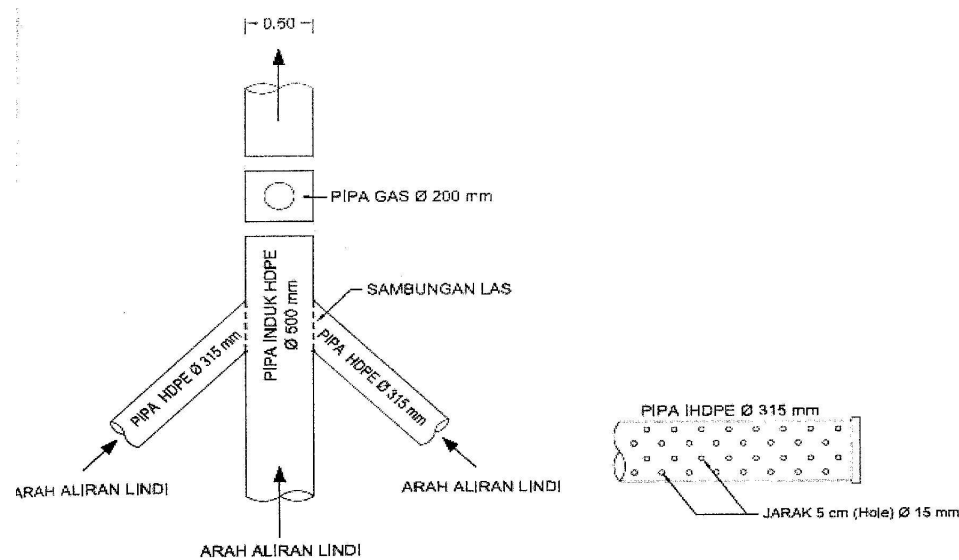 0.50
PIPA GAS Ø 200 mm
SAMBUNGAN LAS
PIPA INDUK HDPE
Ø 500 mm
PIPA HDPE Ø 315 mm
PIPA HDPE Ø 315 mm
ARAH ALIRAN LINDI
ARAH ALIRAN LINDI
ARAH ALIRAN LINDI
PIPA IHDPE Ø 315 mm
JARAK 5 cm (Hole) Ø 15 mm